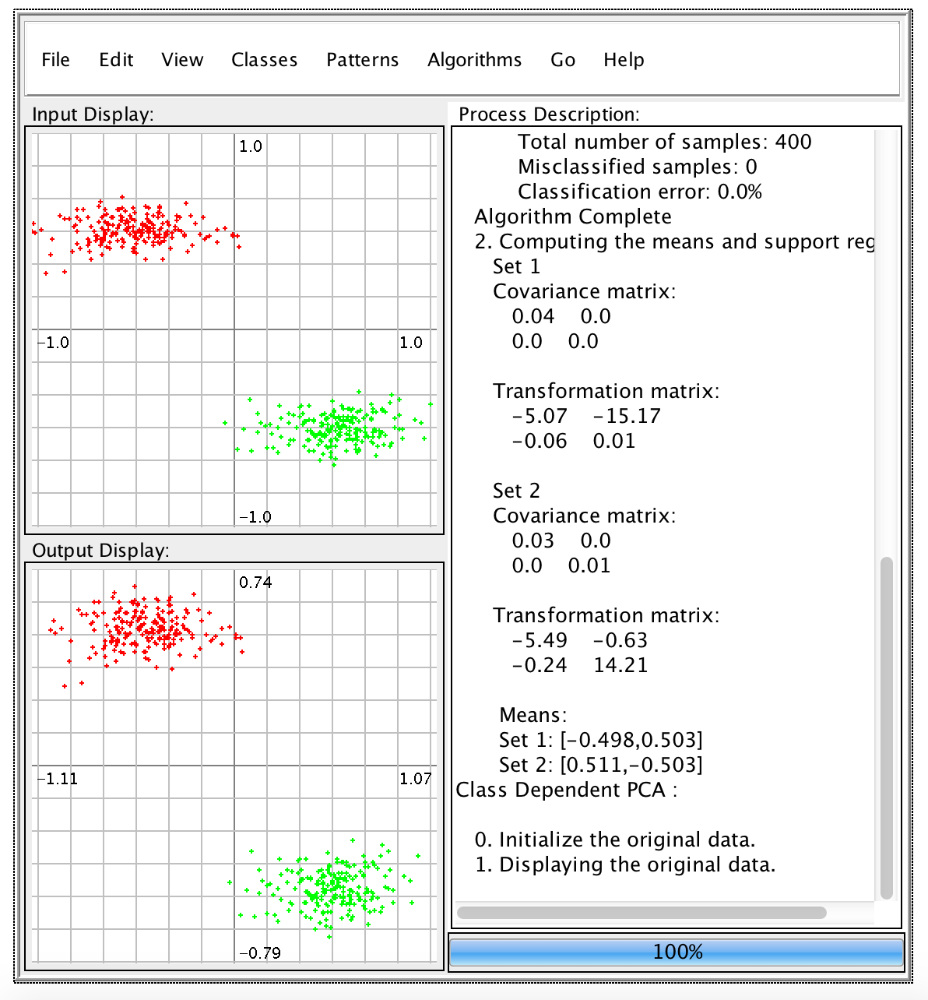 File Edit View Classes Patterns Algorithms Go Help
Input Display:
1.0
−1.0 1.0
−1.0
Output Display:
0.74
−1.11 1.07
−0.79
Process Description:
Total number of samples: 400
Misclassified samples: 0
Classification error: 0.0%
Algorithm Complete
2. Computing the means and support reg
Set 1
Covariance matrix:
0.04 0.0
0.0 0.0
Transformation matrix:
−5.07 −15.17
−0.06 0.01
Set 2
Covariance matrix:
0.03 0.0
0.0 0.01
Transformation matrix:
−5.49 −0.63
−0.24 14.21
Means:
Set 1: [−0.498,0.503]
Set 2: [0.511,−0.503]
Class Dependent PCA :
0. Initialize the original data.
1. Displaying the original data.
100%